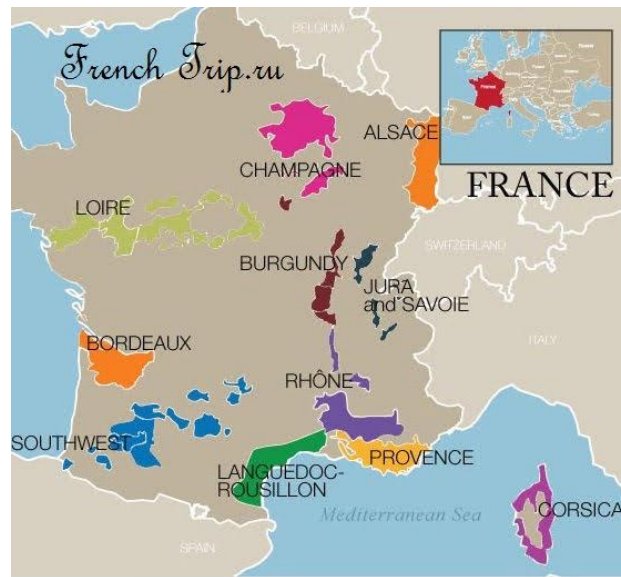 BELGIUM
French Trip.ru
France
ALSACE
CHAMPAGNE
FRANCE
LOIRE
SWITZERLAND
BURGUNDY
JURA
and SAVOIE
BORDEAUX
ITALY
RHÔNE
SOUTHWEST
PROVENCE
LANGUEDOC-
ROUSILLON
CORSICA
Mediterranean Sea
SPAIN